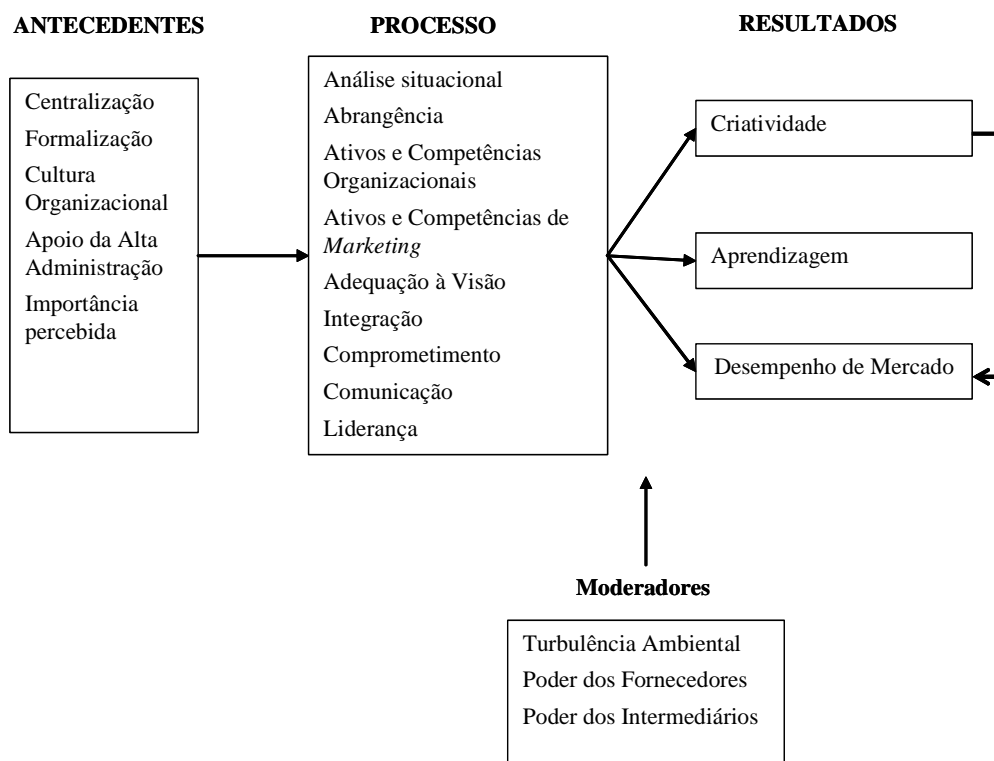 ANTECEDENTES
Centralização
Formalização
Cultura
Organizacional
Apoio da Alta
Administração
Importância
percebida
PROCESSO
Análise situacional
Abrangência
Ativos e Competências
Organizacionais
Ativos e Competências de
Marketing
Adequação à Visão
Integração
Comprometimento
Comunicação
Liderança
RESULTADOS
Criatividade
Aprendizagem
Desempenho de Mercado
Moderadores
Turbulência Ambiental
Poder dos Fornecedores
Poder dos Intermediários